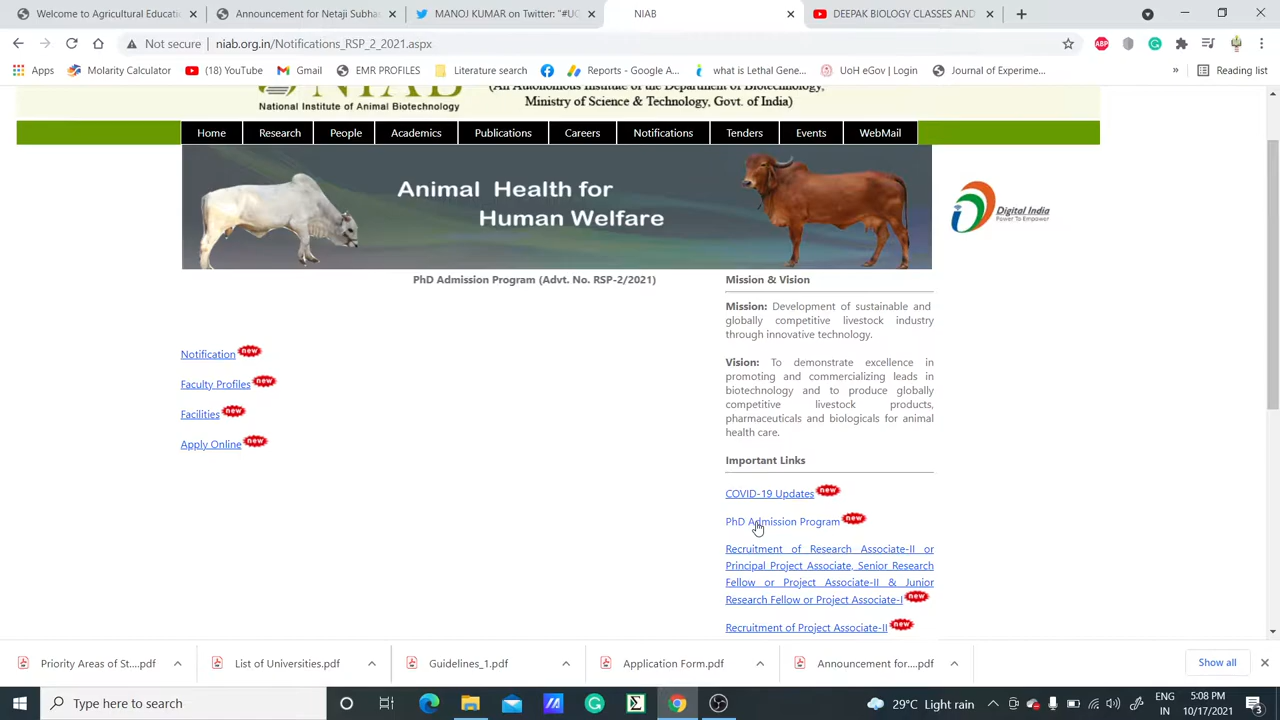 Subharti
Announcement for Netaji Subhas
MANOJ KUMAR on Twitter: "#UC
NIAB
DEEPAK BIOLOGY CLASSES AND
Not secure | niab.org.in/Notifications_RSP_2_2021.aspx
Apps Molarity Calculator (18) YouTube Gmail EMR PROFILES Literature search Reports - Google A... what is Lethal Gene... UoH eGov | Login Journal of Experime... » Reading list
(An Autonomous Institute of the Department of Biotechnology,
National Institute of Animal Biotechnology Ministry of Science & Technology, Govt. of India)
Home Research People Academics Publications Careers Notifications Tenders Events WebMail
Animal Health for
Human Welfare
Digital India
Power To Empower
PhD Admission Program (Advt. No. RSP-2/2021)
Notification new
Faculty Profiles new
Facilities new
Apply Online new
Mission & Vision
Mission: Development of sustainable and
globally competitive livestock industry
through innovative technology.
Vision: To demonstrate excellence in
promoting and commercializing leads in
biotechnology and to produce globally
competitive livestock products,
pharmaceuticals and biologicals for animal
health care.
Important Links
COVID-19 Updates new
PhD Admission Program new
Recruitment of Research Associate-II or
Principal Project Associate, Senior Research
Fellow or Project Associate-II & Junior
Research Fellow or Project Associate-I new
Recruitment of Project Associate-II new
Priority Areas of St....pdf List of Universities.pdf Guidelines_1.pdf Application Form.pdf Announcement for....pdf Show all
Type here to search
29°C Light rain
ENG
IN
5:08 PM
10/17/2021
3